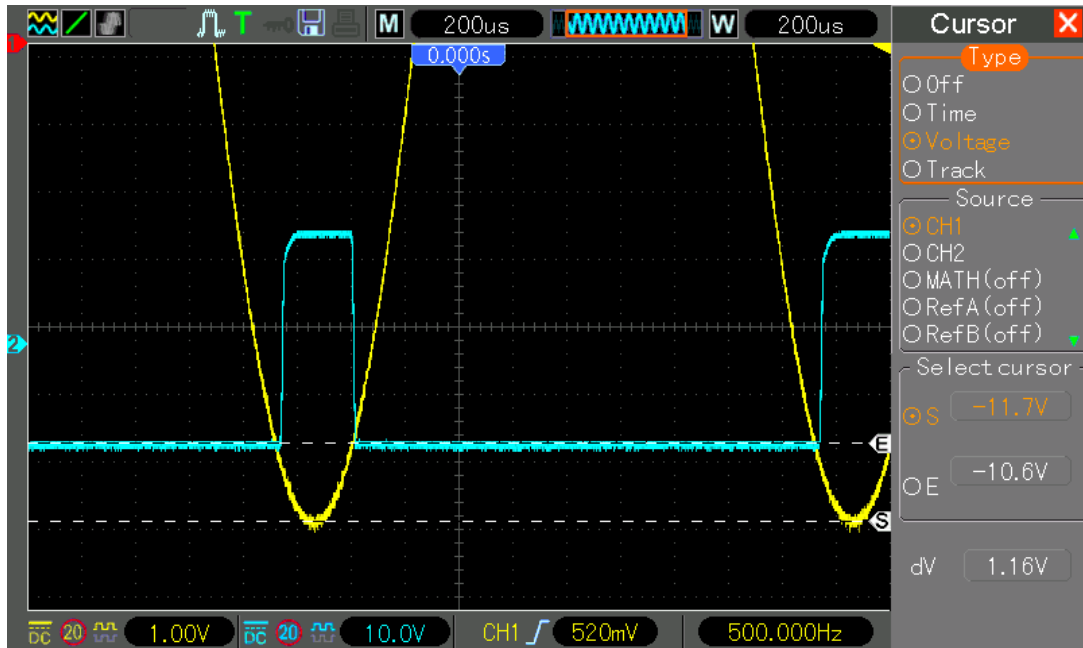 T M 200us W 200us Cursor X
1 0.000s
Type
Off
Time
Voltage
Track
Source
CH1
CH2
MATH(off)
RefA(off)
2 RefB(off)
Select cursor
S -11.7V
E
E -10.6V
S
dV 1.16V
DC 20 1.00V DC 20 10.0V CH1 520mV 500.000Hz